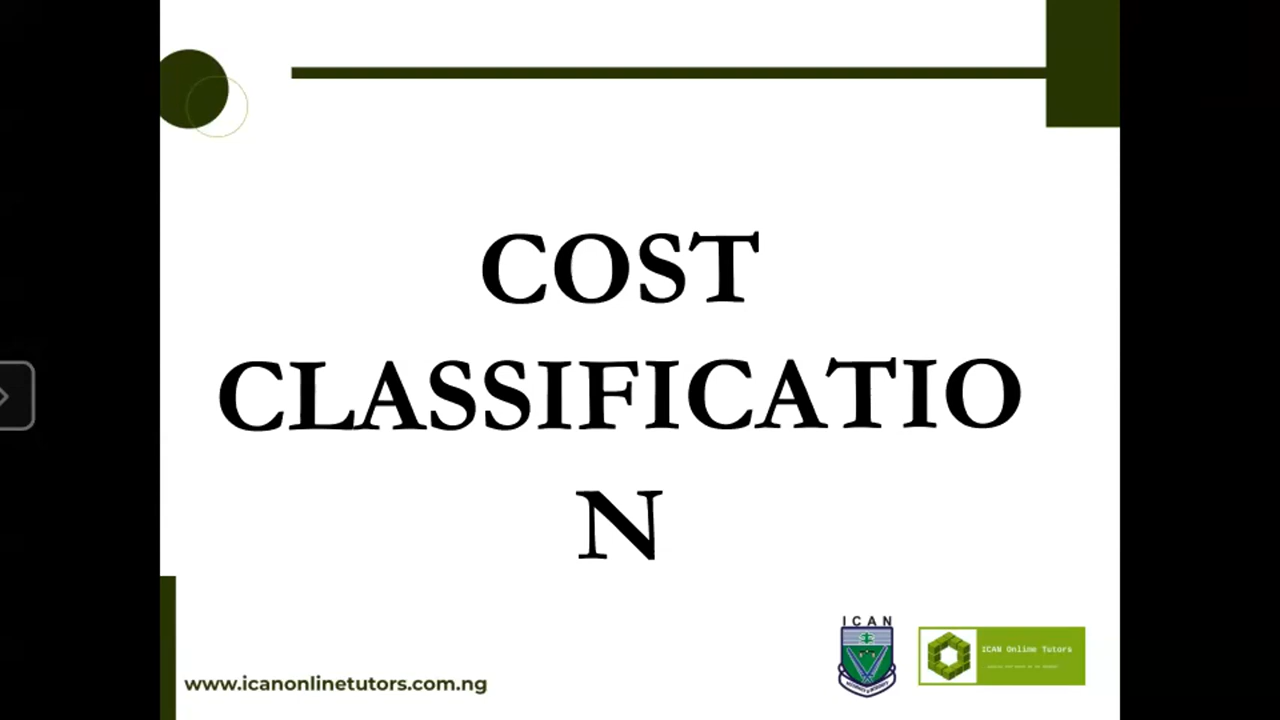 COST
CLASSIFICATIO
N
ICAN
ICAN Online Tutors
www.icanonlinetutors.com.ng